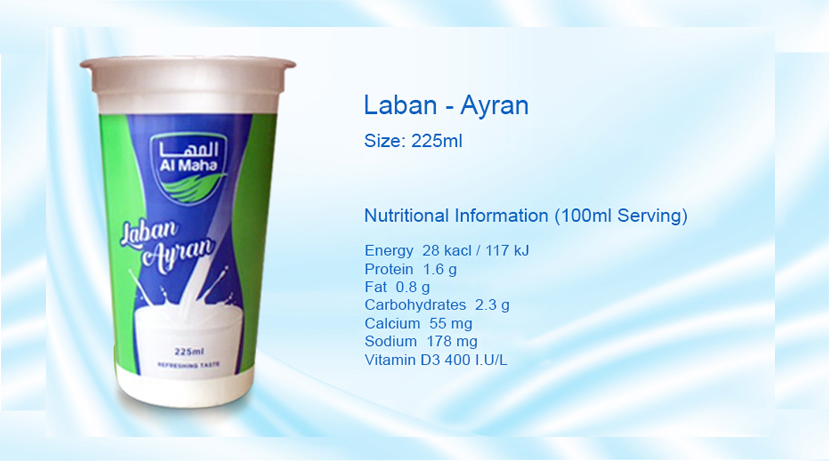 المها
Al Maha
Laban
Ayran
225ml
REFRESHING TASTE
Laban - Ayran
Size: 225ml
Nutritional Information (100ml Serving)
Energy 28 kacl / 117 kJ
Protein 1.6 g
Fat 0.8 g
Carbohydrates 2.3 g
Calcium 55 mg
Sodium 178 mg
Vitamin D3 400 I.U/L